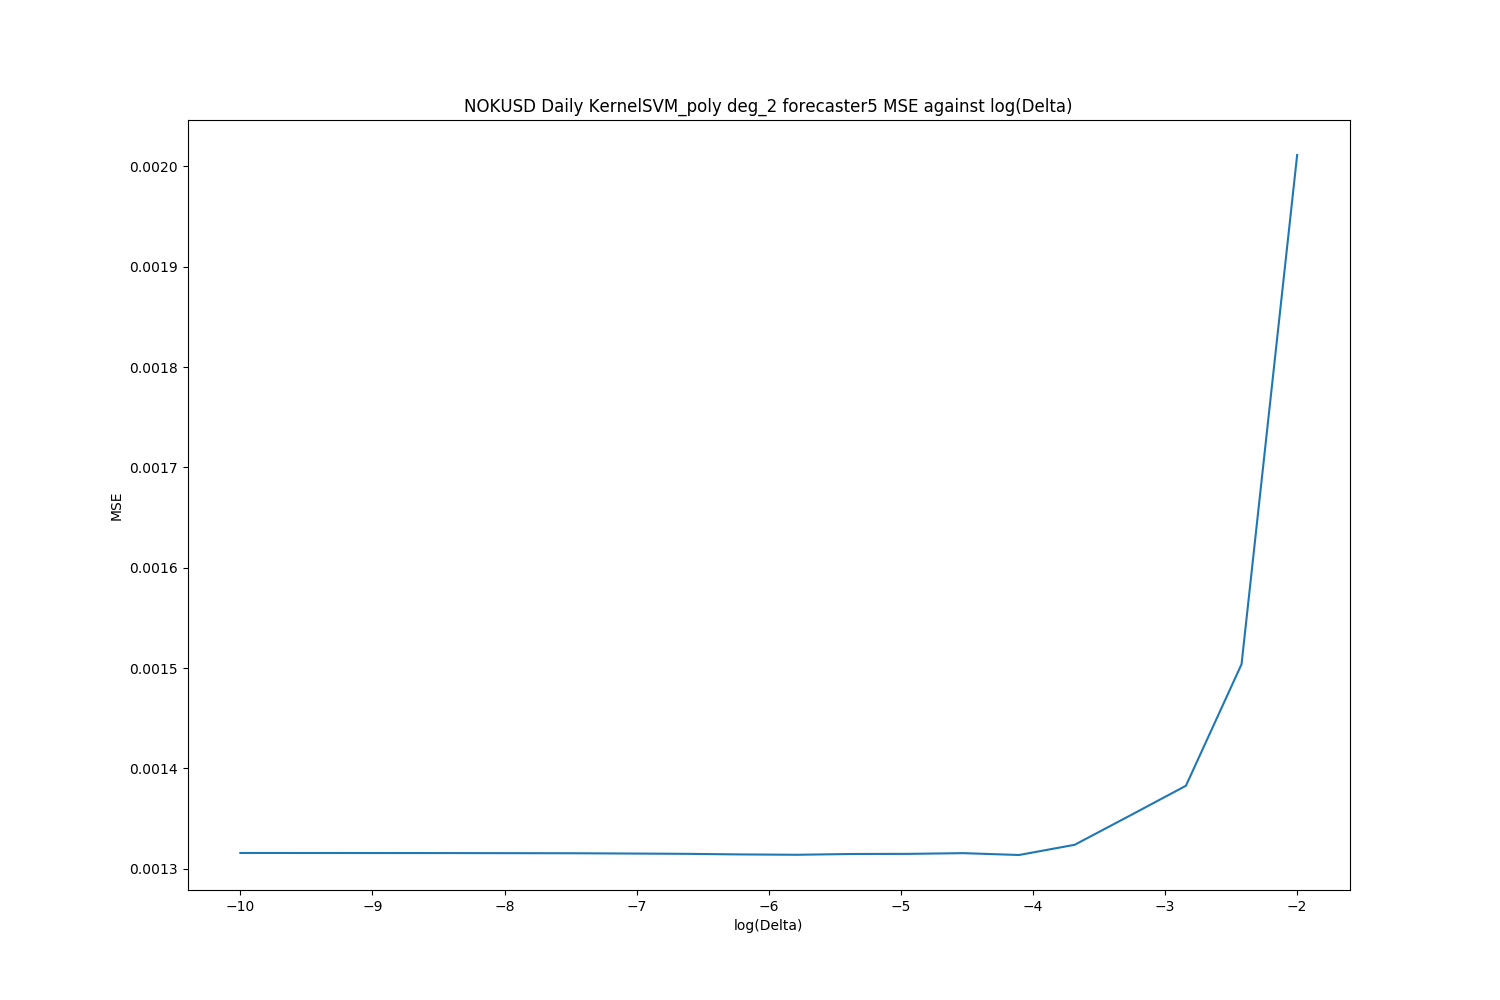 NOKUSD Daily KernelSVM_poly deg_2 forecaster5 MSE against log(Delta)
0.0020
0.0019
0.0018
0.0017
MSE
0.0016
0.0015
0.0014
0.0013
−10 −9 −8 −7 −6 −5 −4 −3 −2
log(Delta)